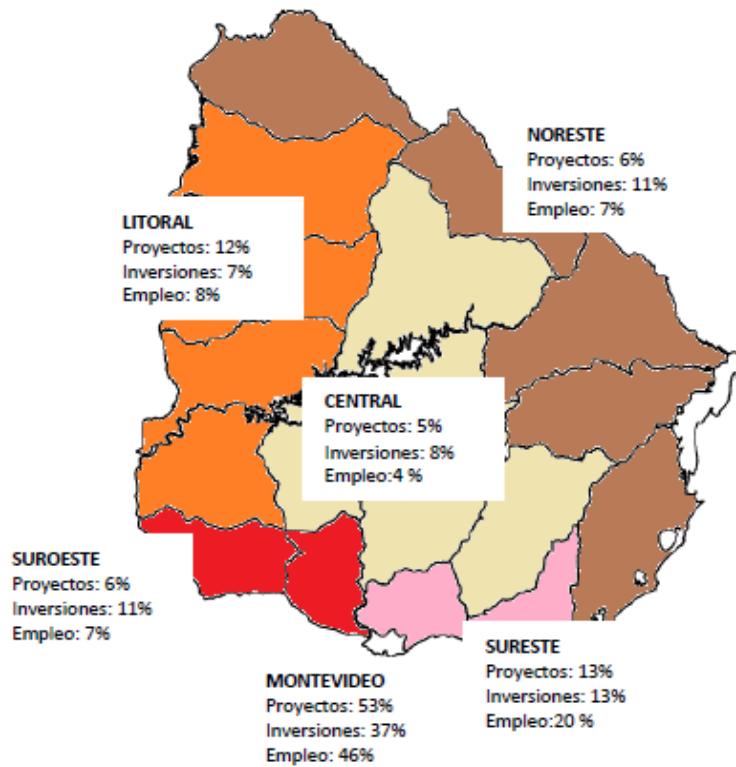 NORESTE
Proyectos: 6%
Inversiones: 11%
Empleo: 7%
LITORAL
Proyectos: 12%
Inversiones: 7%
Empleo: 8%
CENTRAL
Proyectos: 5%
Inversiones: 8%
Empleo:4 %
SUROESTE
Proyectos: 6%
Inversiones: 11%
Empleo: 7%
SURESTE
Proyectos: 13%
Inversiones: 13%
Empleo:20 %
MONTEVIDEO
Proyectos: 53%
Inversiones: 37%
Empleo: 46%